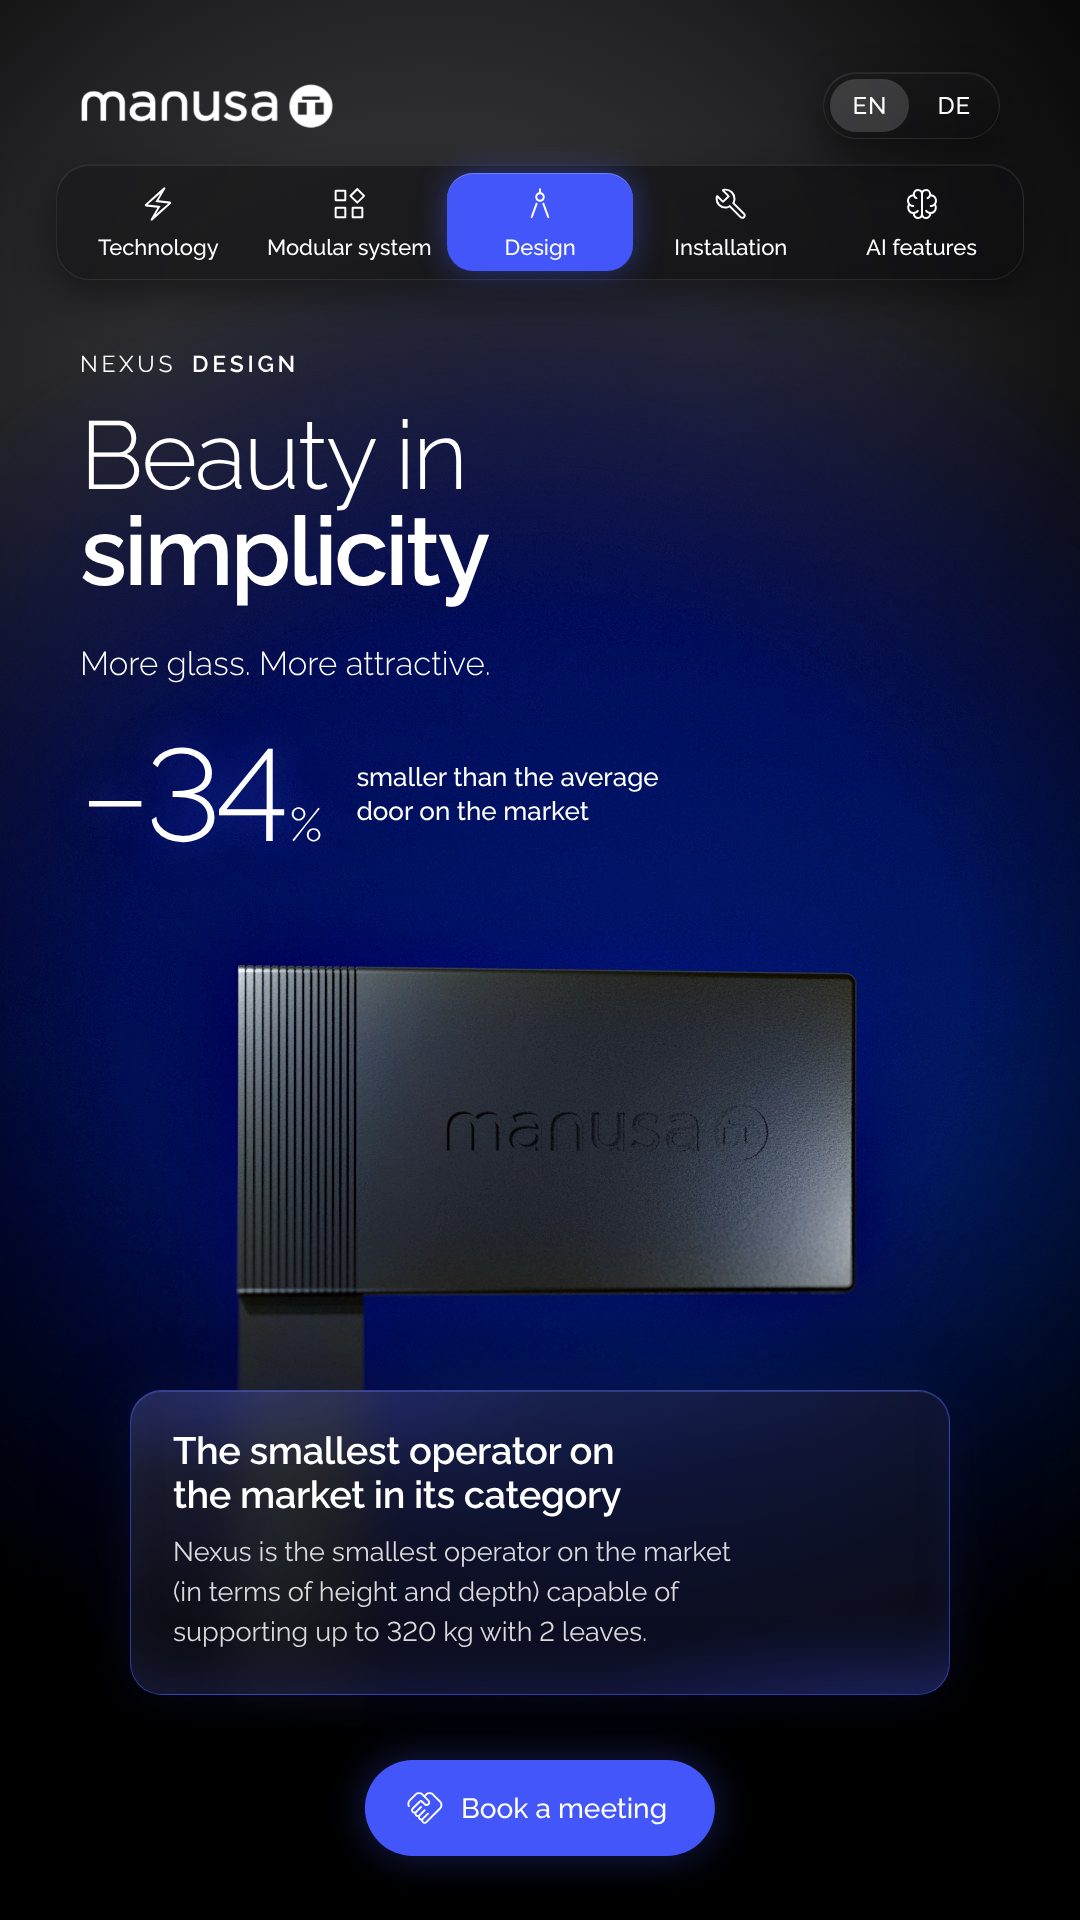 manusa
EN DE
Technology Modular system Design Installation AI features
NEXUS DESIGN
Beauty in
simplicity
More glass. More attractive.
–34%
smaller than the average
door on the market
manusa
The smallest operator on
the market in its category
Nexus is the smallest operator on the market
(in terms of height and depth) capable of
supporting up to 320 kg with 2 leaves.
Book a meeting